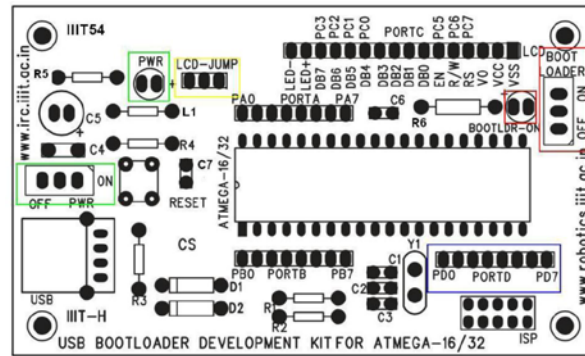 IIIT54
PWR
LCD-JUMP
PC3
PC2
PC1
PC0
PORTC
PC5
PC6
PC7
LCD
BOOT
LOADER
R5
LED-
LED+
DB7
DB6
DB5
DB4
DB3
DB2
DB1
DB0
EN
R/W
RS
VO
VCC
VSS
ON
OFF
www.irc.iiit.ac.in
C5
L1
PA0 PORTA PA7
C6
R6
BOOTLDR-ON
C4
R4
C7
ATMEGA-16/32
ON
OFF PWR
RESET
www.robotics.iiit.ac.in
CS
USB
R3
D1
D2
PB0 PORTB PB7
C1
C2
C3
Y1
PD0 PORTD PD7
R1
R2
ISP
IIIT-H
USB BOOTLOADER DEVELOPMENT KIT FOR ATMEGA-16/32